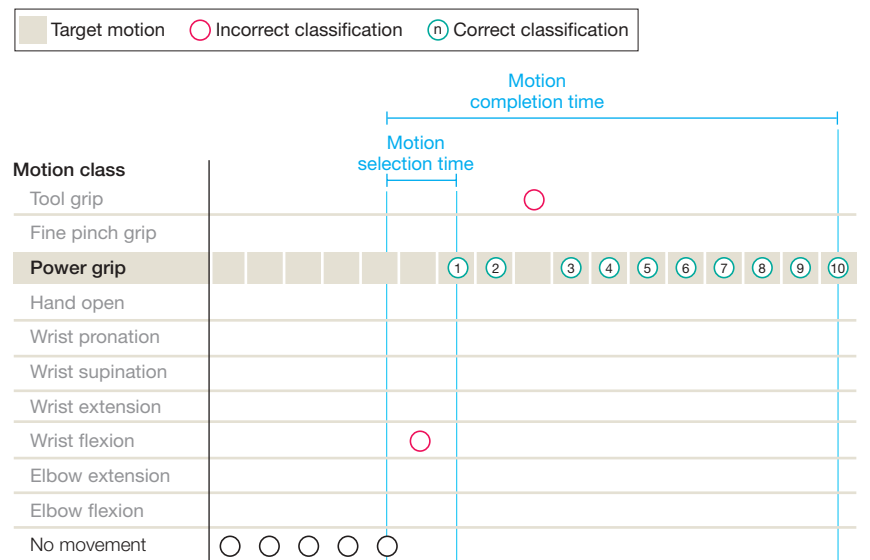 Target motion Incorrect classification n Correct classification
Motion
completion time
Motion
selection time
Motion class
Tool grip
Fine pinch grip
Power grip 1 2 3 4 5 6 7 8 9 10
Hand open
Wrist pronation
Wrist supination
Wrist extension
Wrist flexion
Elbow extension
Elbow flexion
No movement